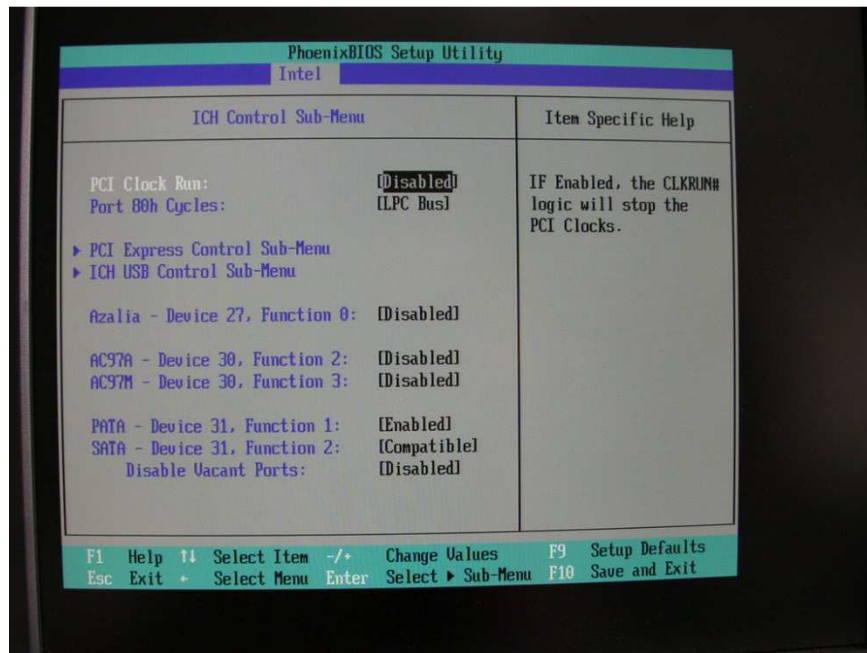 PhoenixBIOS Setup Utility
Intel
ICH Control Sub-Menu
Item Specific Help
PCI Clock Run: [Disabled]
Port 80h Cycles: [LPC Bus]
▶ PCI Express Control Sub-Menu
▶ ICH USB Control Sub-Menu
Azalia - Device 27, Function 0: [Disabled]
AC97A - Device 30, Function 2: [Disabled]
AC97M - Device 30, Function 3: [Disabled]
PATA - Device 31, Function 1: [Enabled]
SATA - Device 31, Function 2: [Compatible]
Disable Vacant Ports: [Disabled]
IF Enabled, the CLKRUN#
logic will stop the
PCI Clocks.
F1 Help ↑↓ Select Item -/+ Change Values F9 Setup Defaults
Esc Exit ← Select Menu Enter Select ▶ Sub-Menu F10 Save and Exit